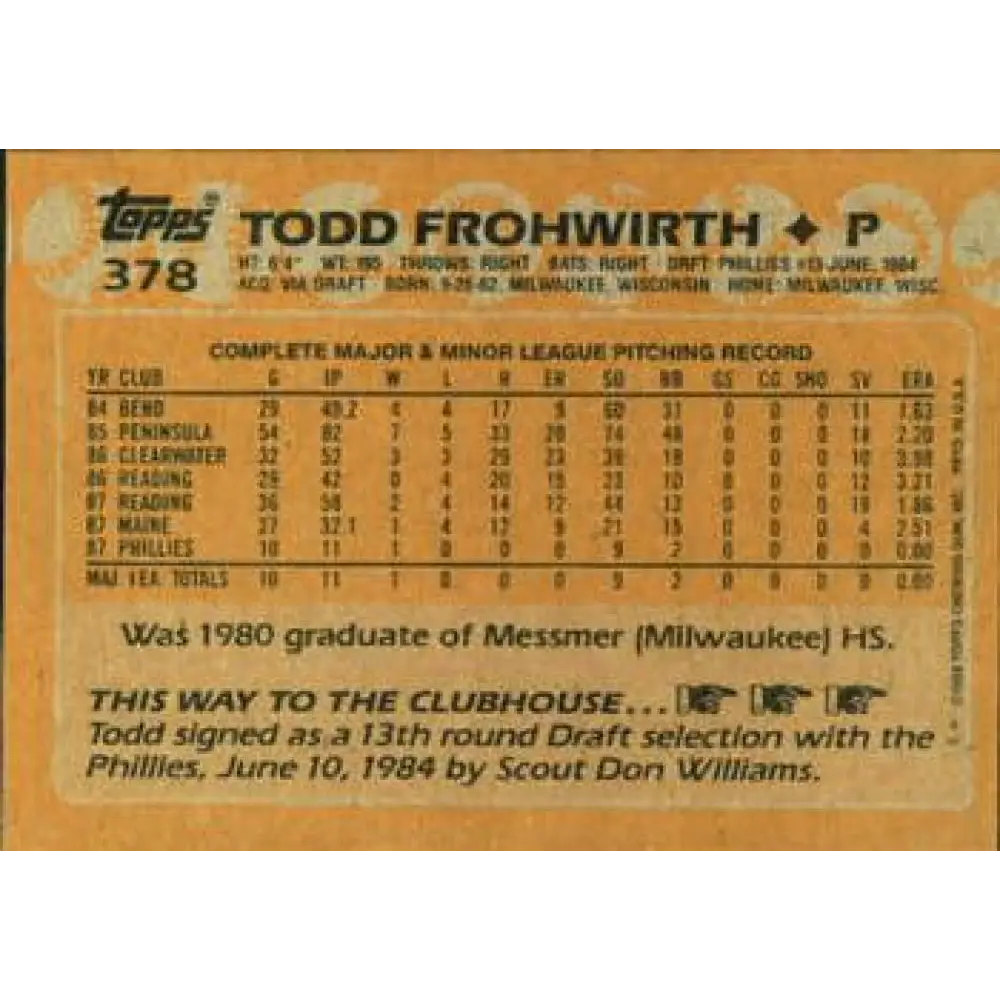 Topps® TODD FROHWIRTH ♦ P
378 HT: 6'4" WT: 195 THROWS: RIGHT BATS: RIGHT DRFT: PHILLIES #13-JUNE, 1984
ACQ: VIA DRAFT BORN: 9-28-62, MILWAUKEE, WISCONSIN HOME: MILWAUKEE, WISC.
COMPLETE MAJOR & MINOR LEAGUE PITCHING RECORD
YR CLUB G IP W L R ER SO BB GS CG SHO SV ERA
84 BEND 29 49.2 4 4 17 9 60 31 0 0 0 11 1.63
85 PENINSULA 54 82 7 5 33 20 74 48 0 0 0 18 2.20
86 CLEARWATER 32 52 3 3 29 23 39 18 0 0 0 10 3.98
86 READING 29 42 0 4 20 15 23 10 0 0 0 12 3.21
87 READING 36 58 2 4 14 12 44 13 0 0 0 19 1.86
87 MAINE 27 32.1 1 4 12 9 21 15 0 0 0 4 2.51
87 PHILLIES 10 11 1 0 0 0 9 2 0 0 0 0 0.00
MAJ. LEA. TOTALS 10 11 1 0 0 0 9 2 0 0 0 0 0.00
Was 1980 graduate of Messmer (Milwaukee) HS.
THIS WAY TO THE CLUBHOUSE...
Todd signed as a 13th round Draft selection with the
Phillies, June 10, 1984 by Scout Don Williams.
©1988 TOPPS CHEWING GUM, INC. PRTD. IN U.S.A.